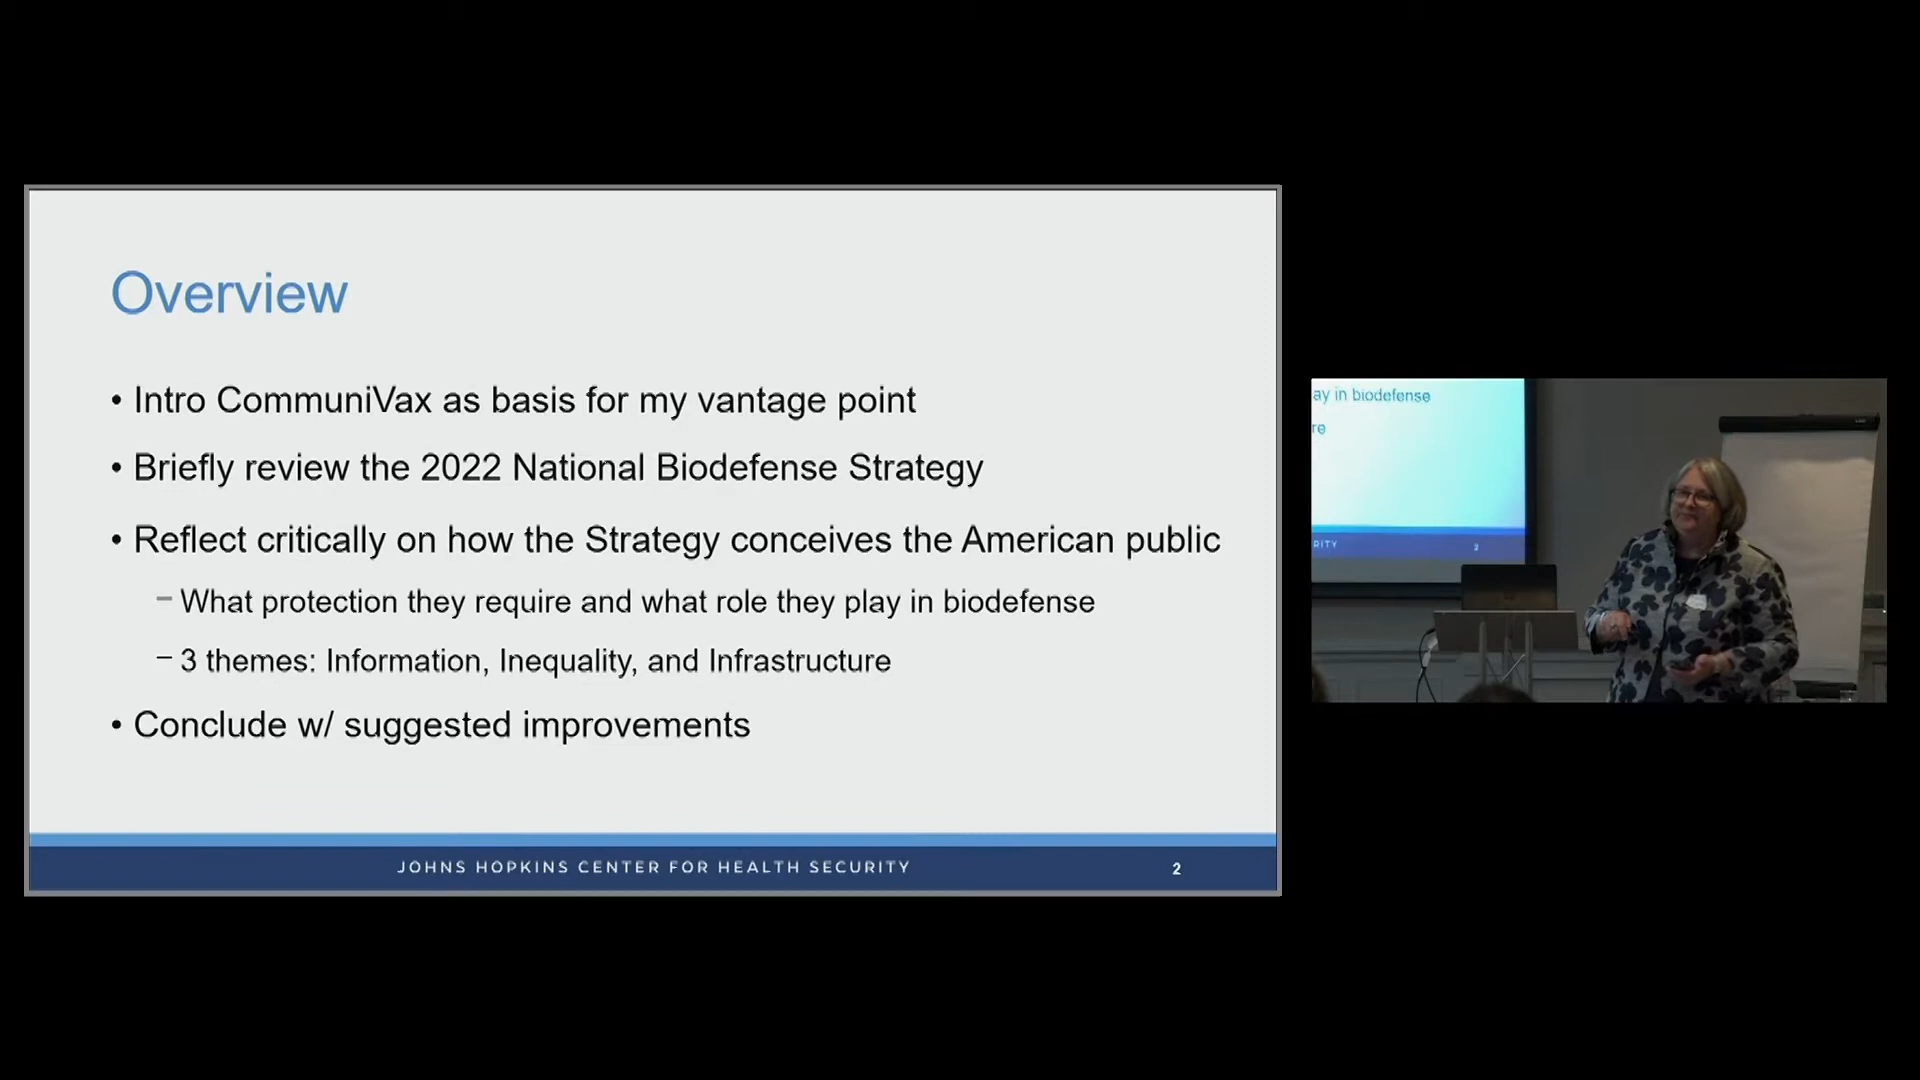 Overview
• Intro CommuniVax as basis for my vantage point
• Briefly review the 2022 National Biodefense Strategy
• Reflect critically on how the Strategy conceives the American public
– What protection they require and what role they play in biodefense
– 3 themes: Information, Inequality, and Infrastructure
• Conclude w/ suggested improvements
JOHNS HOPKINS CENTER FOR HEALTH SECURITY 2
ay in biodefense
re
RITY 2